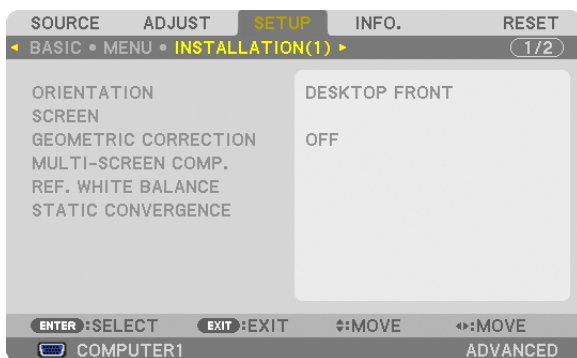 SOURCE ADJUST SETUP INFO. RESET
BASIC • MENU • INSTALLATION(1) 1/2
ORIENTATION DESKTOP FRONT
SCREEN
GEOMETRIC CORRECTION OFF
MULTI-SCREEN COMP.
REF. WHITE BALANCE
STATIC CONVERGENCE
ENTER:SELECT EXIT:EXIT :MOVE :MOVE
COMPUTER1 ADVANCED